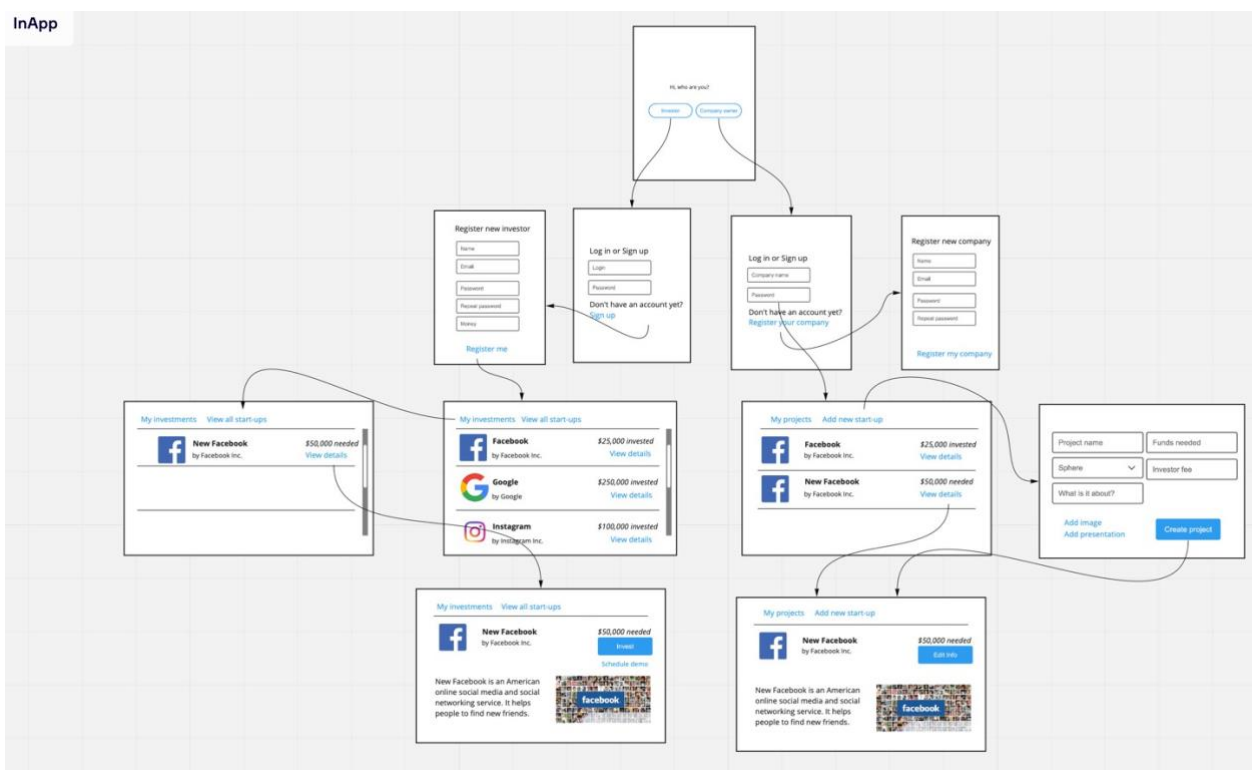 InApp
Hi, who are you?
Investor
Company owner
Register new investor
Name
Email
Password
Repeat password
Money
Register me
Log in or Sign up
Login
Password
Don't have an account yet?
Sign up
Log in or Sign up
Company name
Password
Don't have an account yet?
Register your company
Register new company
Name
Email
Password
Repeat password
Register my company
My investments View all start-ups
New Facebook $50,000 needed
by Facebook Inc. View details
My investments View all start-ups
Facebook $25,000 invested
by Facebook Inc. View details
Google $250,000 invested
by Google View details
Instagram $100,000 invested
by Instagram Inc. View details
My projects Add new start-up
Facebook $25,000 invested
by Facebook Inc. View details
New Facebook $50,000 needed
by Facebook Inc. View details
Project name Funds needed
Sphere Investor fee
What is it about?
Add image
Add presentation
Create project
My investments View all start-ups
New Facebook $50,000 needed
by Facebook Inc. Invest
Schedule demo
New Facebook is an American
online social media and social
networking service. It helps
people to find new friends.
facebook
My projects Add new start-up
New Facebook $50,000 needed
by Facebook Inc. Edit info
New Facebook is an American
online social media and social
networking service. It helps
people to find new friends.
facebook